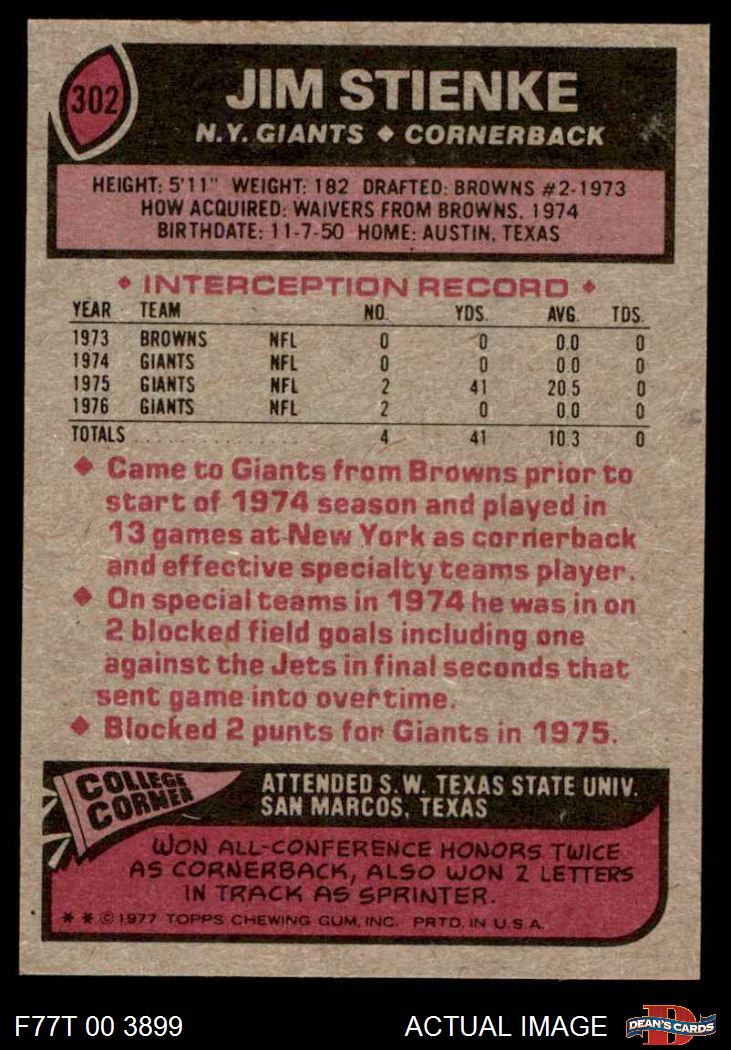 302
JIM STIENKE
N.Y. GIANTS ♦ CORNERBACK
HEIGHT: 5'11" WEIGHT: 182 DRAFTED: BROWNS #2-1973
HOW ACQUIRED: WAIVERS FROM BROWNS, 1974
BIRTHDATE: 11-7-50 HOME: AUSTIN, TEXAS
♦ INTERCEPTION RECORD ♦
YEAR TEAM NO. YDS. AVG. TDS.
1973 BROWNS NFL 0 0 0.0 0
1974 GIANTS NFL 0 0 0.0 0
1975 GIANTS NFL 2 41 20.5 0
1976 GIANTS NFL 2 0 0.0 0
TOTALS .................... 4 41 10.3 0
♦ Came to Giants from Browns prior to
start of 1974 season and played in
13 games at New York as cornerback
and effective specialty teams player.
♦ On special teams in 1974 he was in on
2 blocked field goals including one
against the Jets in final seconds that
sent game into overtime.
♦ Blocked 2 punts for Giants in 1975.
COLLEGE
CORNER
ATTENDED S.W. TEXAS STATE UNIV.
SAN MARCOS, TEXAS
WON ALL-CONFERENCE HONORS TWICE
AS CORNERBACK, ALSO WON 2 LETTERS
IN TRACK AS SPRINTER.
* * © 1977 TOPPS CHEWING GUM, INC. PRTD. IN U.S.A.
F77T 00 3899
ACTUAL IMAGE
D
DEAN'S CARDS